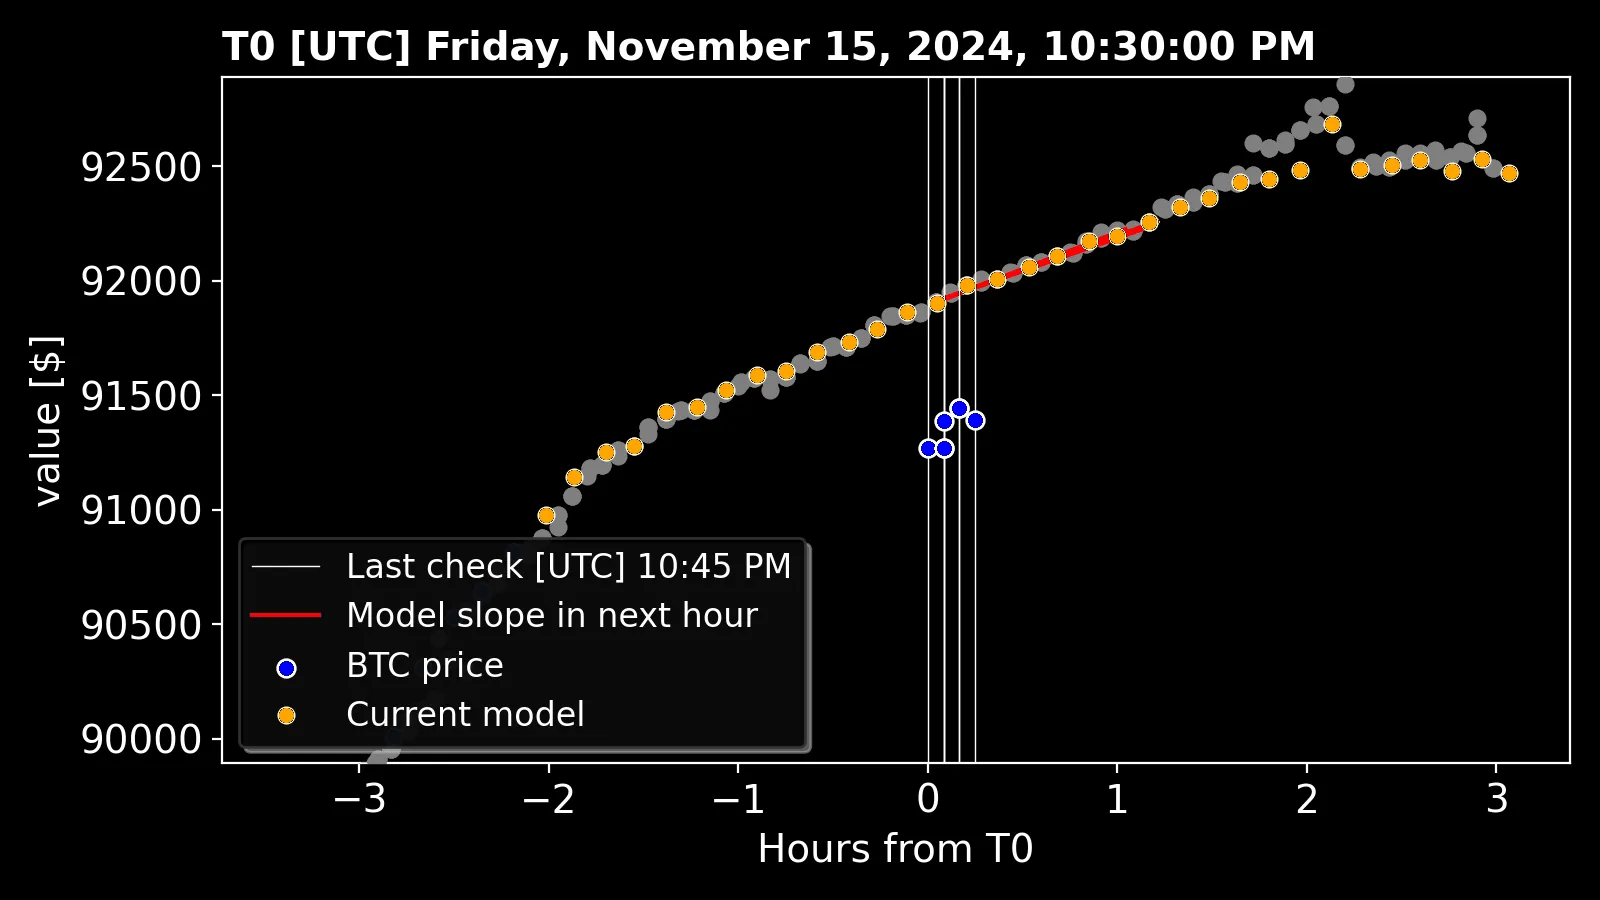 T0 [UTC] Friday, November 15, 2024, 10:30:00 PM
value [$]
92500
92000
91500
91000
90500
90000
Last check [UTC] 10:45 PM
Model slope in next hour
BTC price
Current model
−3 −2 −1 0 1 2 3
Hours from T0